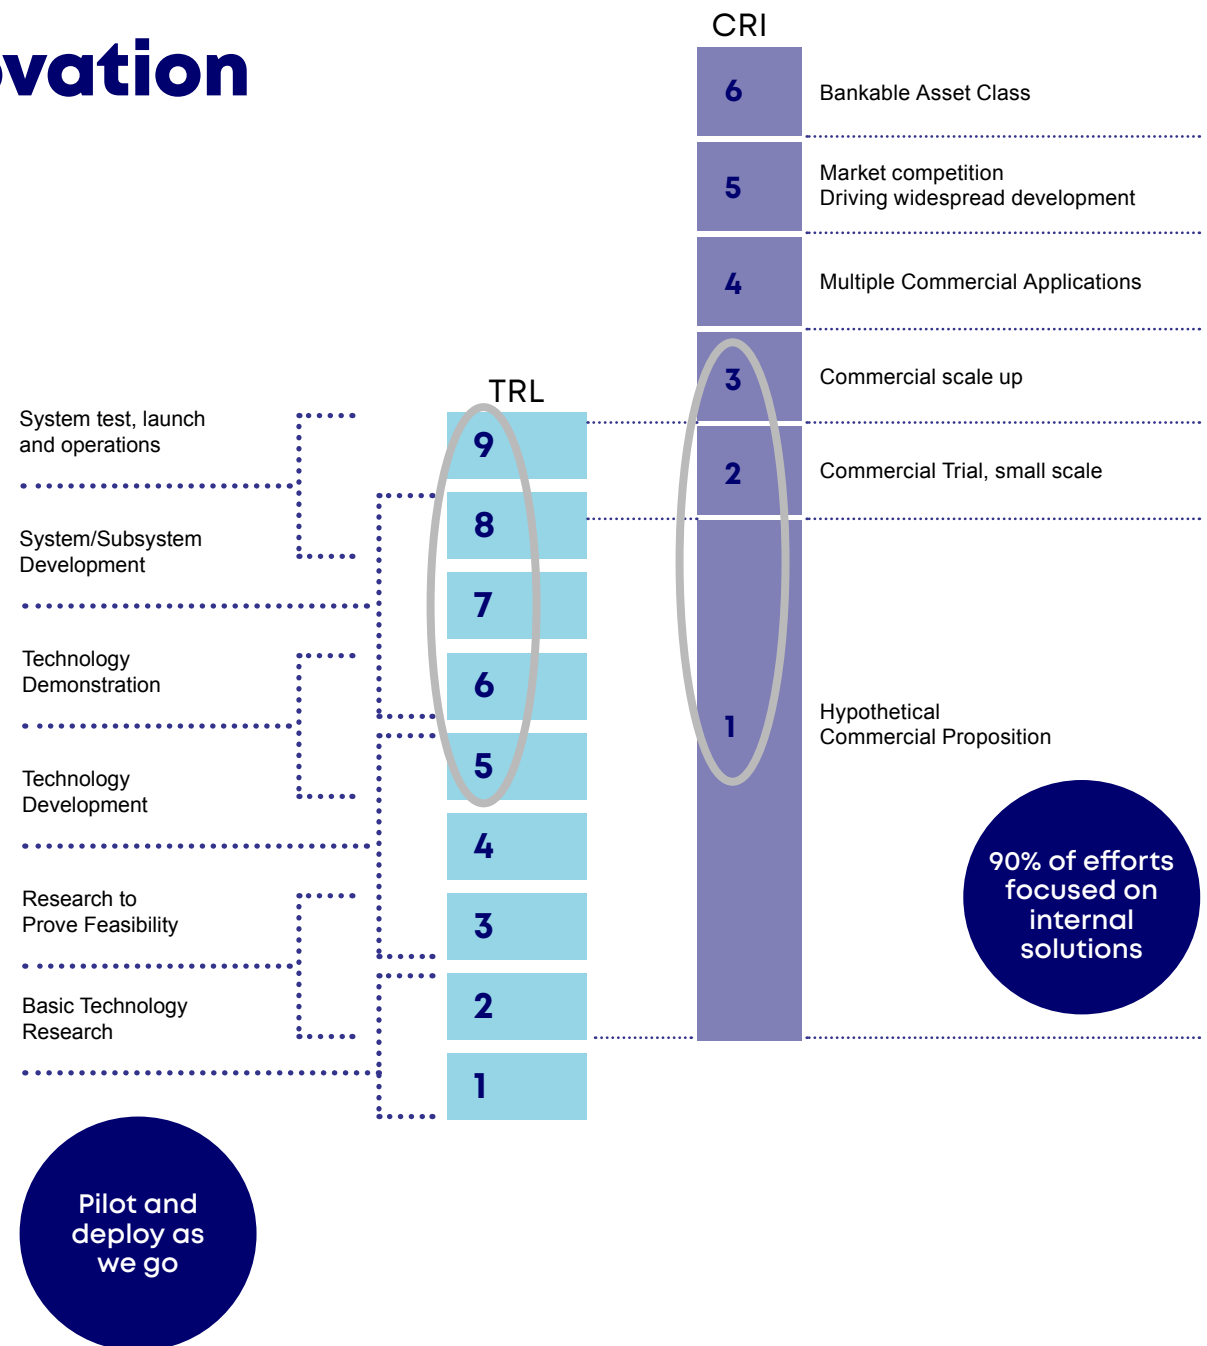 ovation
CRI
6
Bankable Asset Class
5
Market competition
Driving widespread development
4
Multiple Commercial Applications
3
Commercial scale up
2
Commercial Trial, small scale
1
Hypothetical
Commercial Proposition
TRL
9
8
7
6
5
4
3
2
1
System test, launch
and operations
System/Subsystem
Development
Technology
Demonstration
Technology
Development
Research to
Prove Feasibility
Basic Technology
Research
90% of efforts
focused on
internal
solutions
Pilot and
deploy as
we go